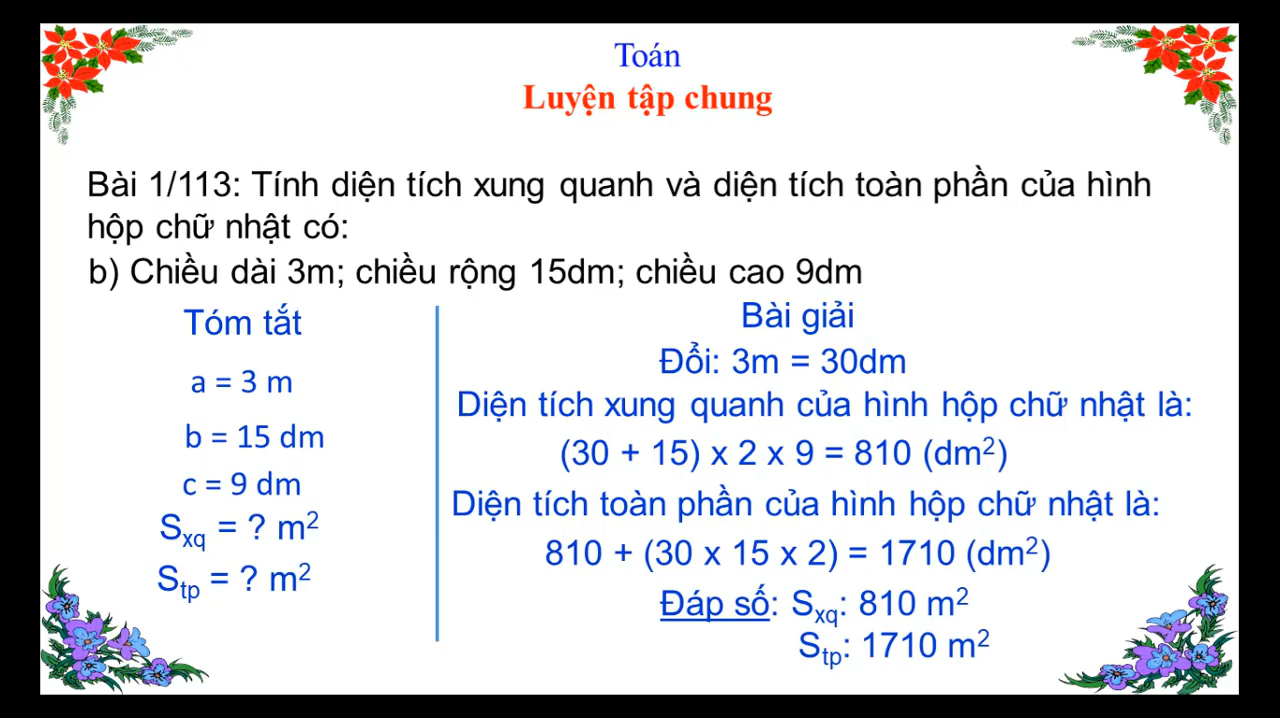 Toán
Luyện tập chung
Bài 1/113: Tính diện tích xung quanh và diện tích toàn phần của hình
hộp chữ nhật có:
b) Chiều dài 3m; chiều rộng 15dm; chiều cao 9dm
Tóm tắt
a = 3 m
b = 15 dm
c = 9 dm
Sxq = ? m²
Stp = ? m²
Bài giải
Đổi: 3m = 30dm
Diện tích xung quanh của hình hộp chữ nhật là:
(30 + 15) x 2 x 9 = 810 (dm²)
Diện tích toàn phần của hình hộp chữ nhật là:
810 + (30 x 15 x 2) = 1710 (dm²)
Đáp số: Sxq: 810 m²
Stp: 1710 m²